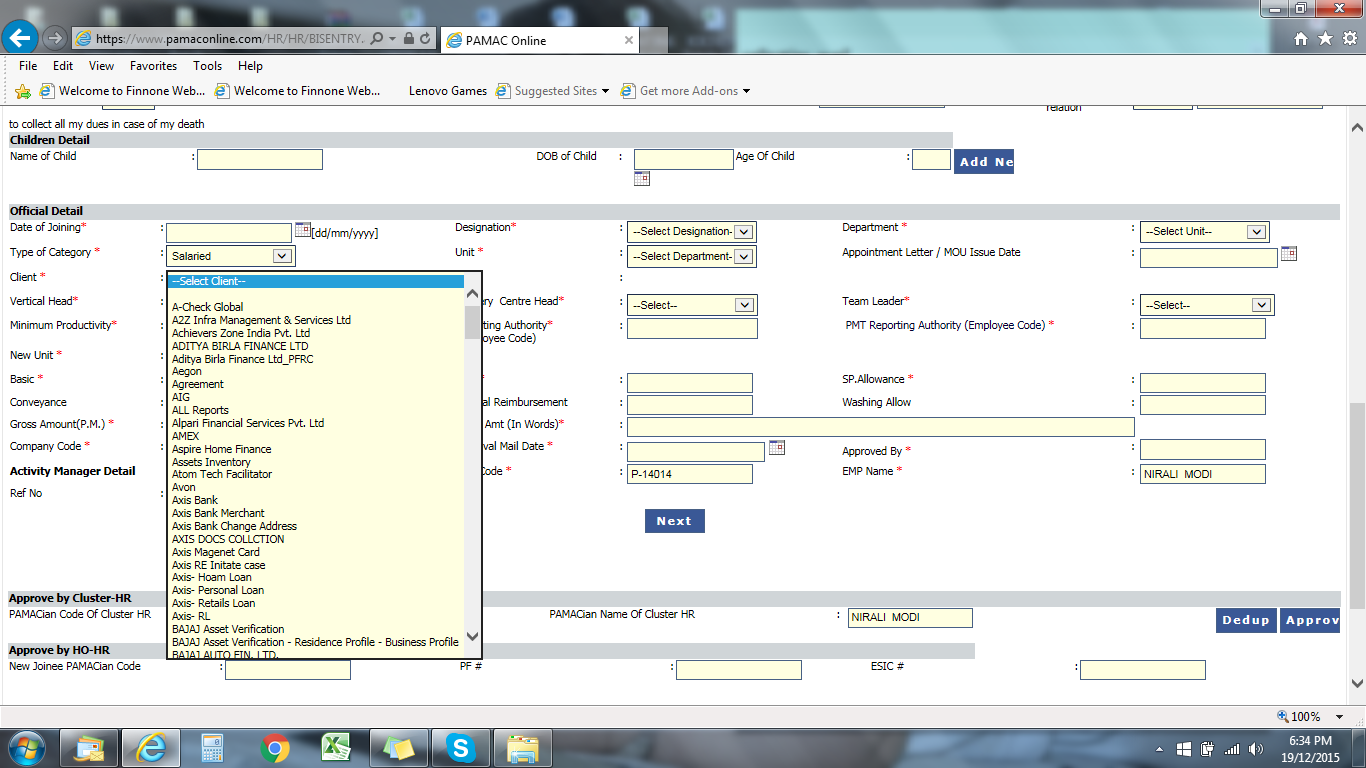 https://www.pamaconline.com/HR/HR/BISENTRY.
PAMAC Online
File Edit View Favorites Tools Help
Welcome to Finnone Web... Welcome to Finnone Web... Lenovo Games Suggested Sites Get more Add-ons
relation
to collect all my dues in case of my death
Children Detail
Name of Child : DOB of Child : Age Of Child : Add Ne
Official Detail
Date of Joining* : [dd/mm/yyyy] Designation* : --Select Designation- Department * : --Select Unit--
Type of Category * : Salaried Unit * : --Select Department- Appointment Letter / MOU Issue Date :
Client * : :
Vertical Head* : ry Centre Head* : --Select-- Team Leader* : --Select--
Minimum Productivity* : ting Authority* : PMT Reporting Authority (Employee Code) * :
oyee Code)
New Unit * :
Basic * : * : SP.Allowance * :
Conveyance : al Reimbursement : Washing Allow :
Gross Amount(P.M.) * : Amt (In Words)* :
Company Code * : val Mail Date * : Approved By * :
Activity Manager Detail Code * : P-14014 EMP Name * : NIRALI MODI
Ref No :
--Select Client--
A-Check Global
A2Z Infra Management & Services Ltd
Achievers Zone India Pvt. Ltd
ADITYA BIRLA FINANCE LTD
Aditya Birla Finance Ltd_PFRC
Aegon
Agreement
AIG
ALL Reports
Alpari Financial Services Pvt. Ltd
AMEX
Aspire Home Finance
Assets Inventory
Atom Tech Facilitator
Avon
Axis Bank
Axis Bank Merchant
Axis Bank Change Address
AXIS DOCS COLLCTION
Axis Magenet Card
Axis RE Initate case
Axis- Hoam Loan
Axis- Personal Loan
Axis- Retails Loan
Axis- RL
BAJAJ Asset Verification
BAJAJ Asset Verification - Residence Profile - Business Profile
BAJAJ AUTO FIN. LTD.
Next
Approve by Cluster-HR
PAMACian Code Of Cluster HR PAMACian Name Of Cluster HR : NIRALI MODI Dedup Approv
Approve by HO-HR
New Joinee PAMACian Code : PF # : ESIC # :
100%
6:34 PM
19/12/2015